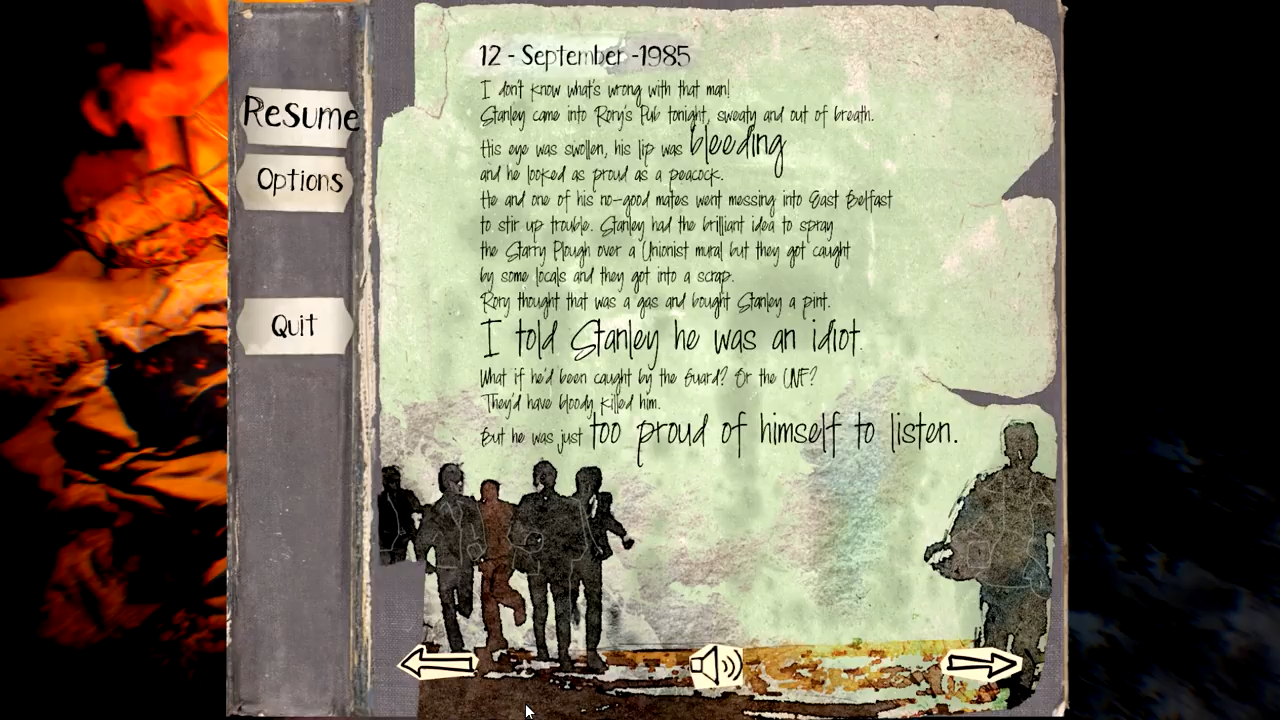 12 - September -1985
I don't know what's wrong with that man!
Stanley came into Rory's Pub tonight, sweaty and out of breath.
His eye was swollen, his lip was bleeding
and he looked as proud as a peacock.
He and one of his no-good mates went messing into East Belfast
to stir up trouble. Stanley had the brilliant idea to spray
the Starry Plough over a Unionist mural but they got caught
by some locals and they got into a scrap.
Rory thought that was a gas and bought Stanley a pint.
I told Stanley he was an idiot.
What if he'd been caught by the Guard? Or the UVF?
They'd have bloody killed him.
But he was just too proud of himself to listen.
Resume
Options
Quit